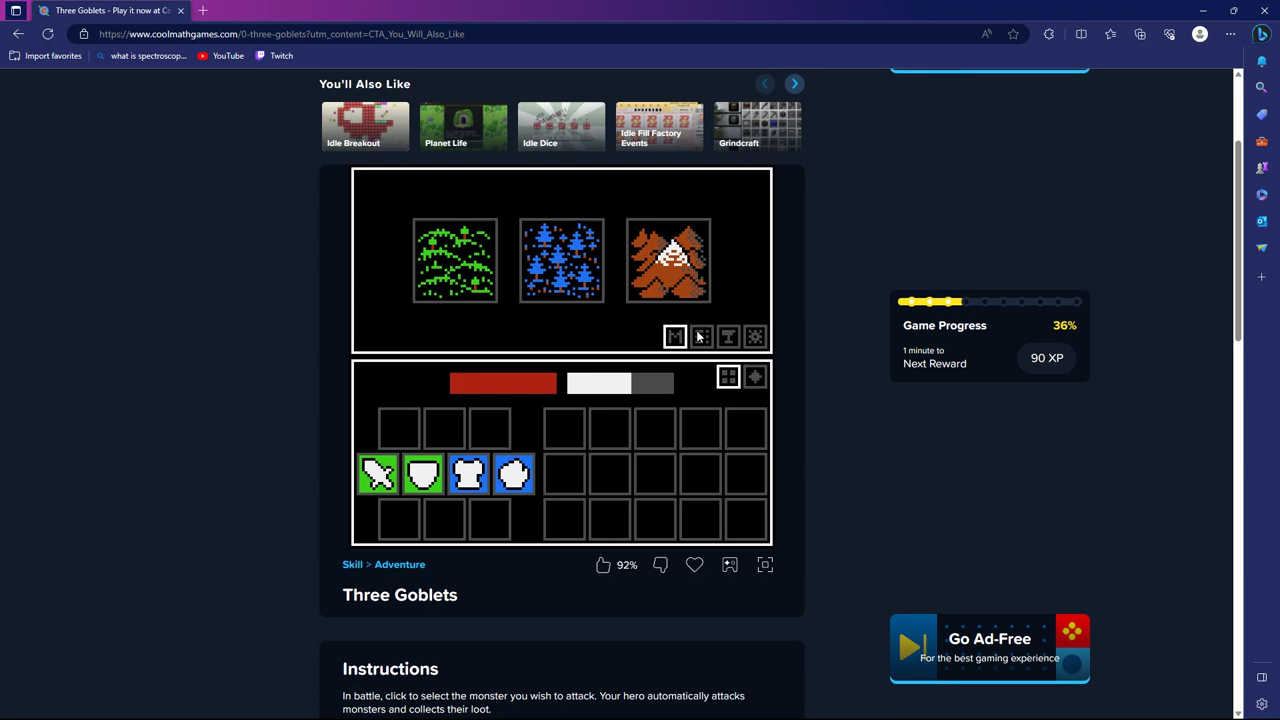 Three Goblets - Play it now at Co
https://www.coolmathgames.com/0-three-goblets?utm_content=CTA_You_Will_Also_Like
Import favorites
what is spectroscop...
YouTube
Twitch
You'll Also Like
Idle Breakout
Planet Life
Idle Dice
Idle Fill Factory
Events
Grindcraft
M
T
Game Progress
36%
1 minute to
Next Reward
90 XP
Skill > Adventure
92%
Three Goblets
Go Ad-Free
For the best gaming experience
Instructions
In battle, click to select the monster you wish to attack. Your hero automatically attacks
monsters and collects their loot.